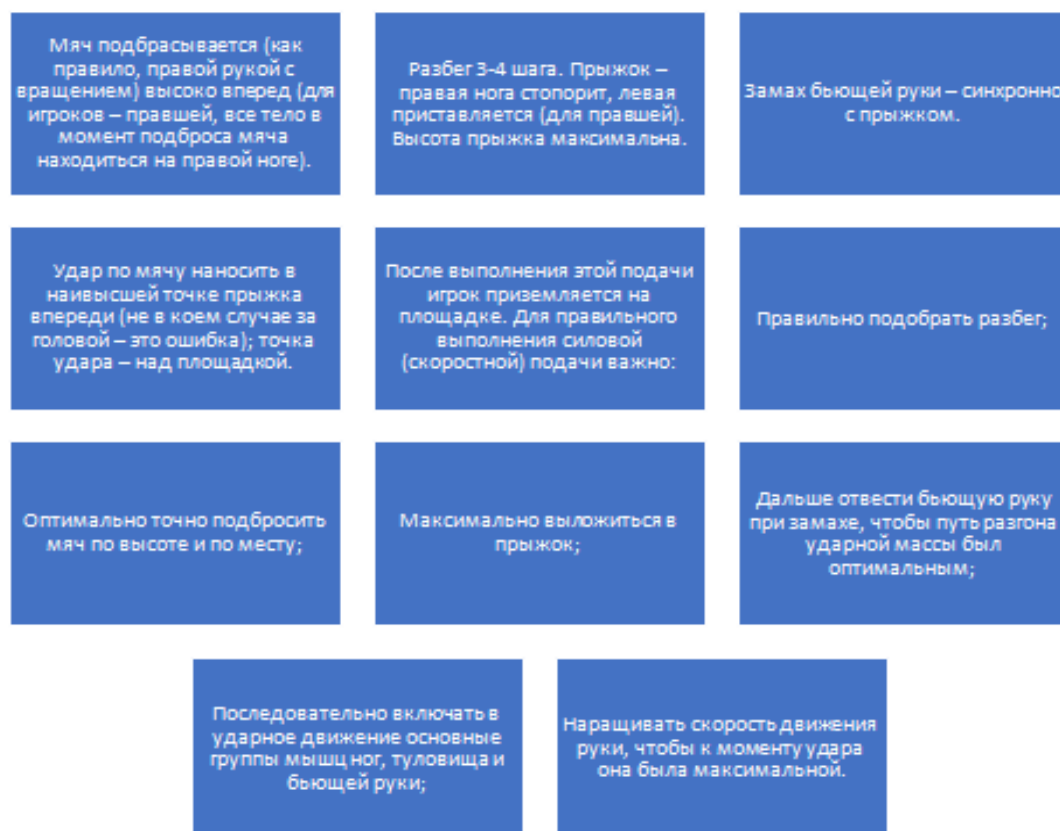 Мяч подбрасывается (как
правило, правой рукой с
вращением) высоко вперед (для
игроков – правшей, все тело в
момент подброса мяча
находиться на правой ноге).
Разбег 3-4 шага. Прыжок –
правая нога стопорит, левая
приставляется (для правшей).
Высота прыжка максимальна.
Замах бьющей руки – синхронно
с прыжком.
Удар по мячу наносить в
наивысшей точке прыжка
впереди (не в коем случае за
головой – это ошибка); точка
удара – над площадкой.
После выполнения этой подачи
игрок приземляется на
площадке. Для правильного
выполнения силовой
(скоростной) подачи важно:
Правильно подобрать разбег;
Оптимально точно подбросить
мяч по высоте и по месту;
Максимально выложиться в
прыжок;
Дальше отвести бьющую руку
при замахе, чтобы путь разгона
ударной массы был
оптимальным;
Последовательно включать в
ударное движение основные
группы мышц ног, туловища и
бьющей руки;
Наращивать скорость движения
руки, чтобы к моменту удара
она была максимальной.